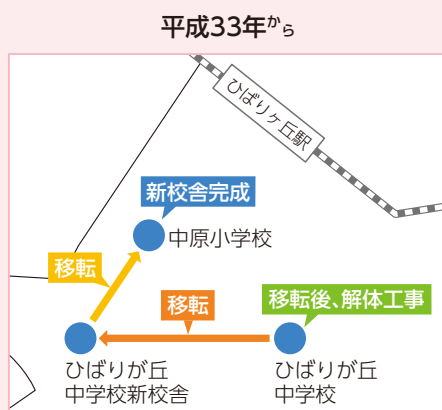 平成33年から
ひばりヶ丘駅
新校舎完成
中原小学校
移転
移転
移転後、解体工事
ひばりが丘
中学校新校舎
ひばりが丘
中学校